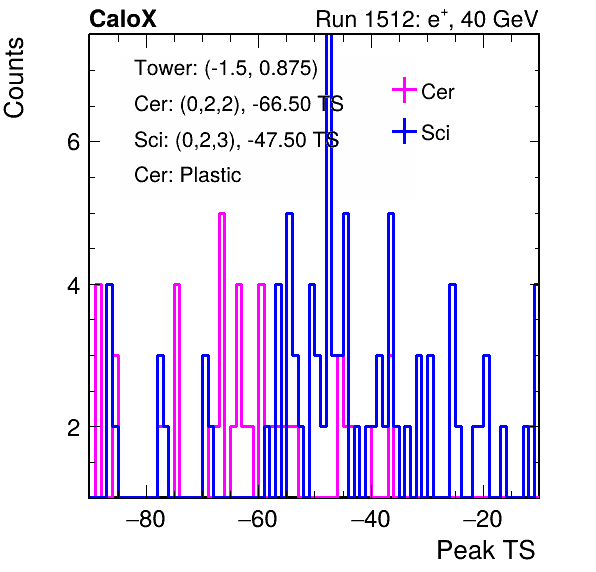 CaloX
Run 1512: e+, 40 GeV
Counts
Tower: (-1.5, 0.875)
Cer: (0,2,2), -66.50 TS
Sci: (0,2,3), -47.50 TS
Cer: Plastic
Cer
Sci
6
4
2
−80 −60 −40 −20
Peak TS